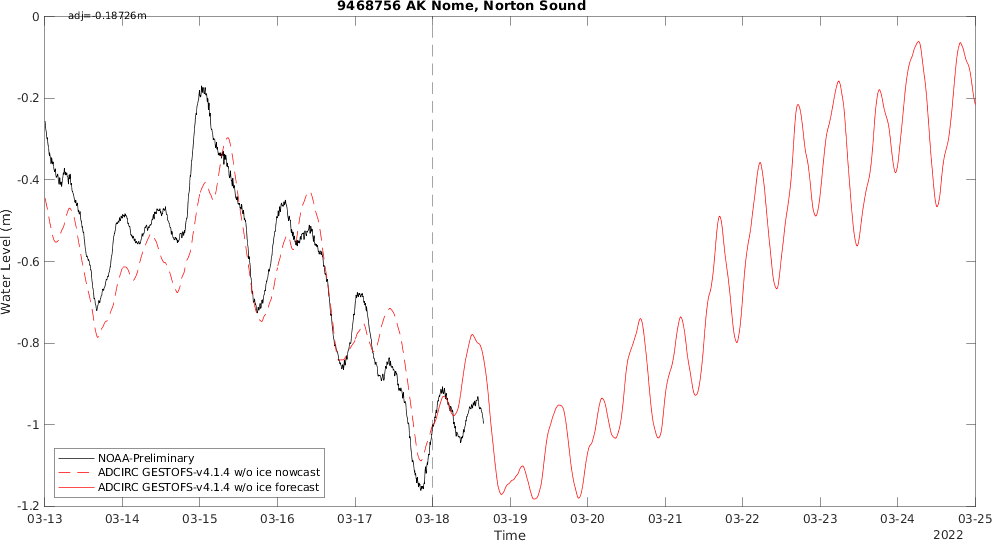 9468756 AK Nome, Norton Sound
adj=-0.18726m
0
-0.2
-0.4
-0.6
-0.8
-1
-1.2
Water Level (m)
NOAA-Preliminary
ADCIRC GESTOFS-v4.1.4 w/o ice nowcast
ADCIRC GESTOFS-v4.1.4 w/o ice forecast
03-13 03-14 03-15 03-16 03-17 03-18 03-19 03-20 03-21 03-22 03-23 03-24 03-25
Time
2022